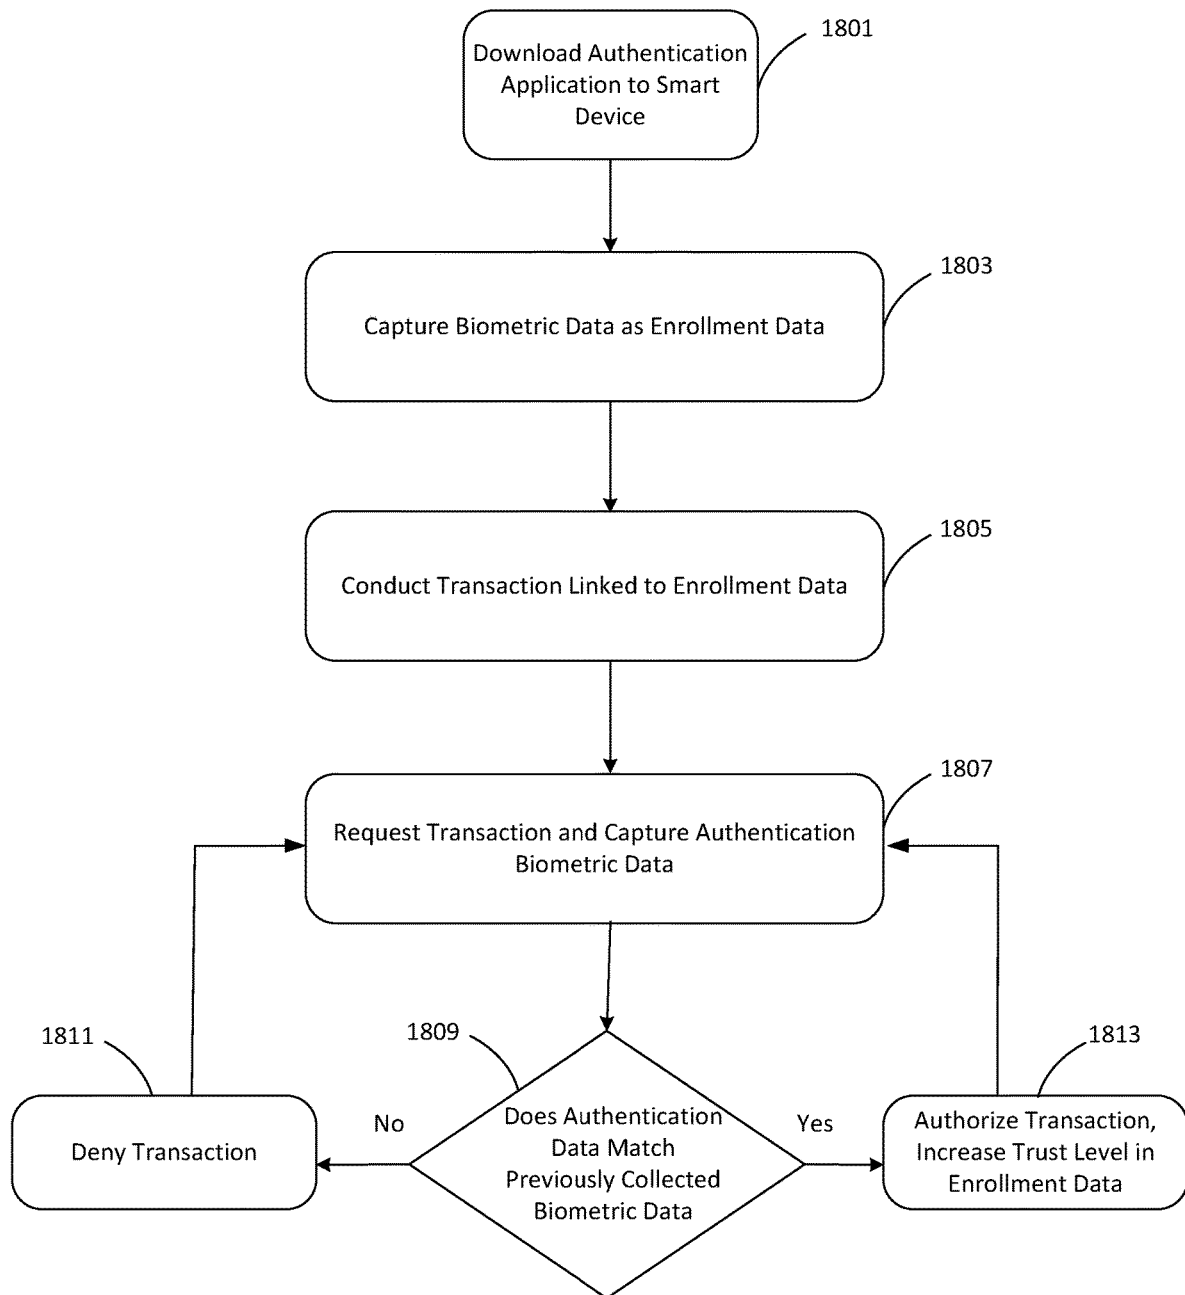 Download Authentication
Application to Smart
Device
1801
Capture Biometric Data as Enrollment Data
1803
Conduct Transaction Linked to Enrollment Data
1805
Request Transaction and Capture Authentication
Biometric Data
1807
1809
Does Authentication
Data Match
Previously Collected
Biometric Data
No
Yes
1811
Deny Transaction
1813
Authorize Transaction,
Increase Trust Level in
Enrollment Data